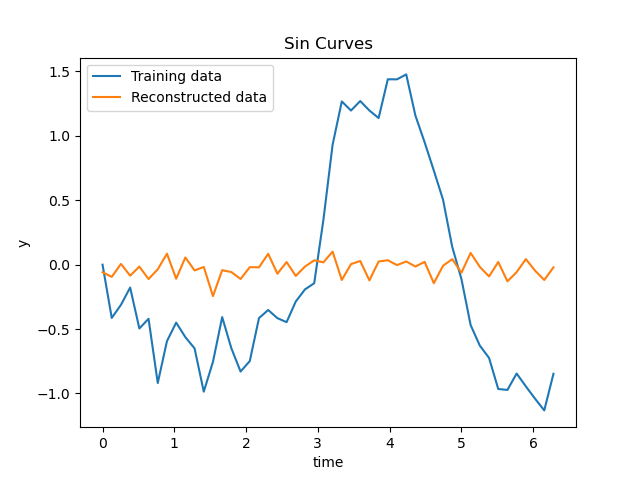 Sin Curves
Training data
Reconstructed data
1.5
1.0
0.5
0.0
−0.5
−1.0
y
0 1 2 3 4 5 6
time